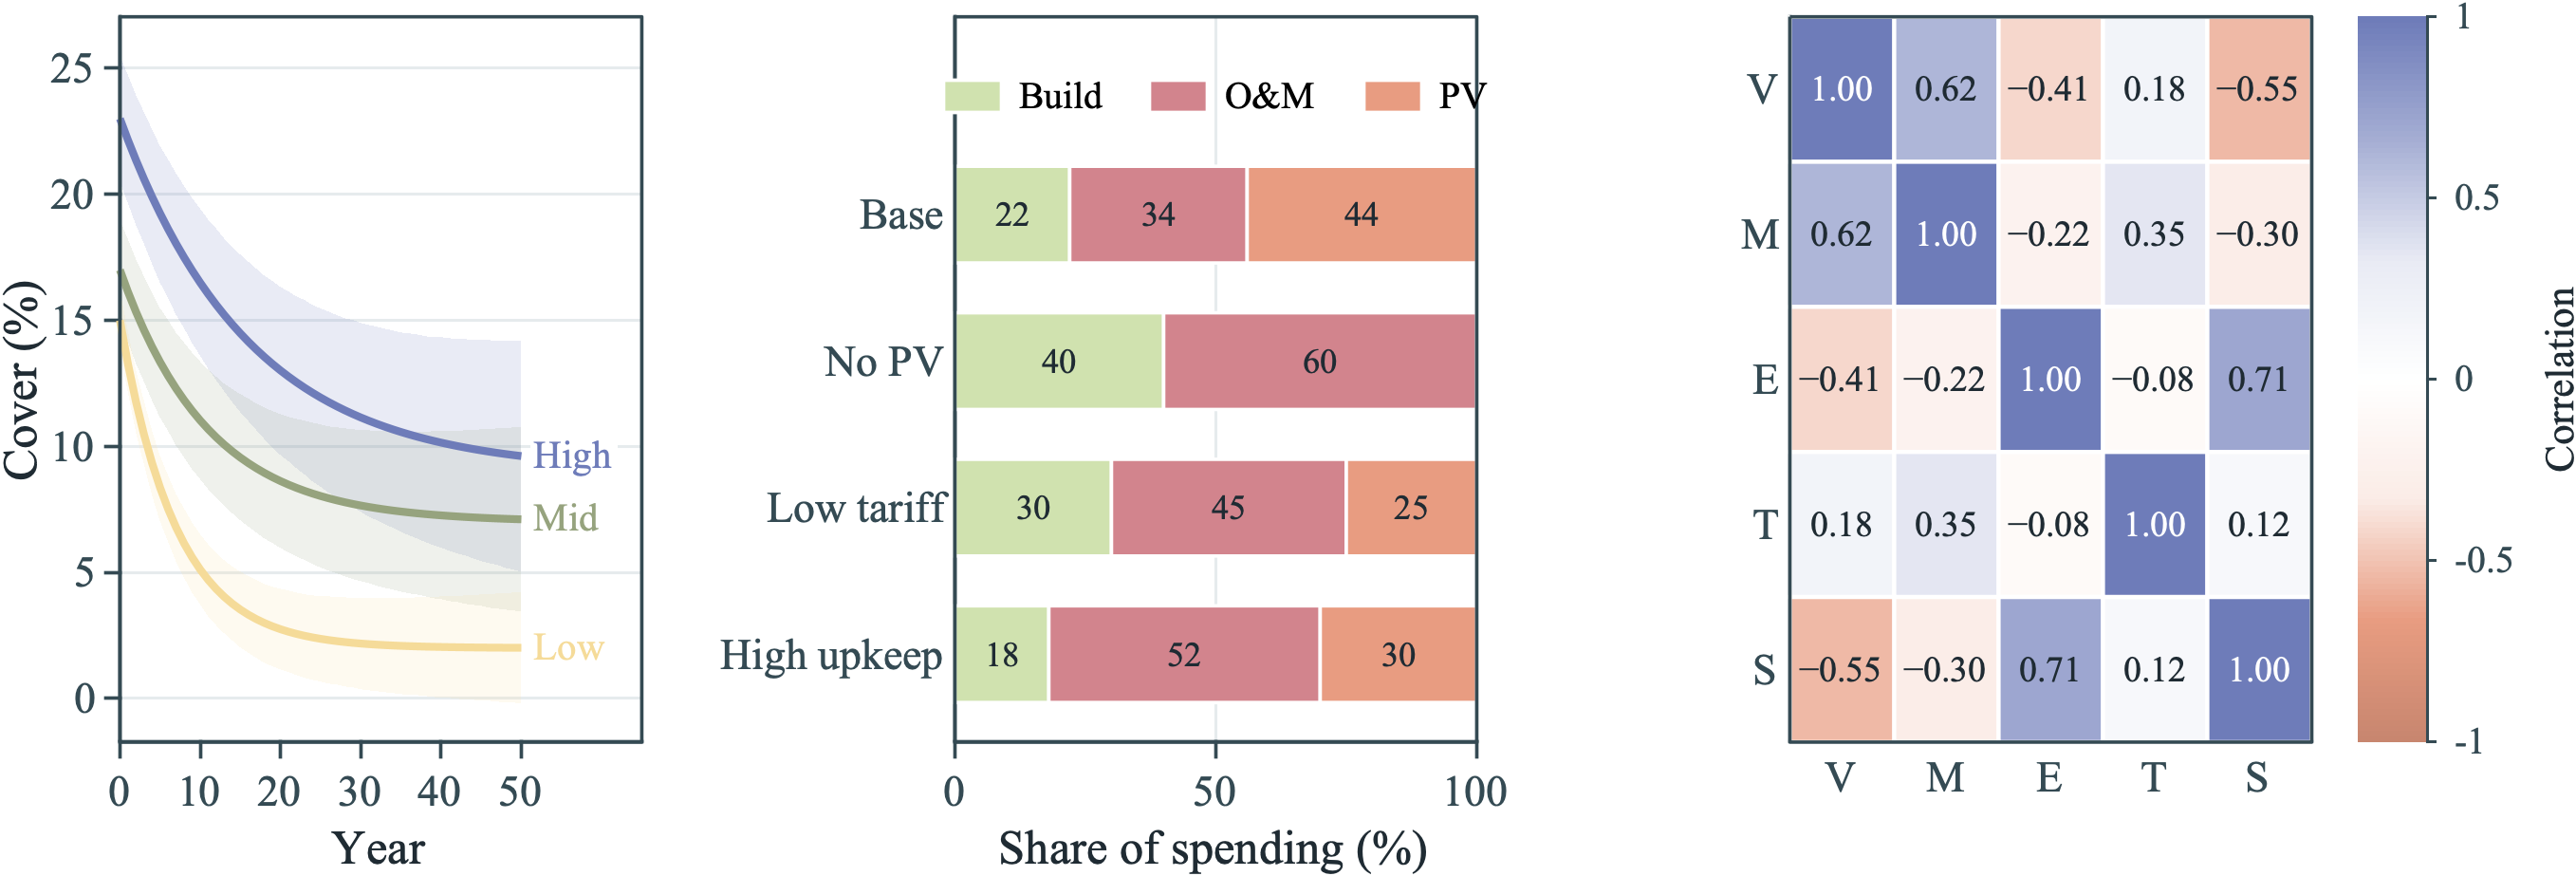 25
20
15
10
5
0
Cover (%)
High
Mid
Low
0 10 20 30 40 50
Year
Build O&M PV
Base 22 34 44
No PV 40 60
Low tariff 30 45 25
High upkeep 18 52 30
0 50 100
Share of spending (%)
V 1.00 0.62 −0.41 0.18 −0.55
M 0.62 1.00 −0.22 0.35 −0.30
E −0.41 −0.22 1.00 −0.08 0.71
T 0.18 0.35 −0.08 1.00 0.12
S −0.55 −0.30 0.71 0.12 1.00
V M E T S
1
0.5
0
-0.5
-1
Correlation